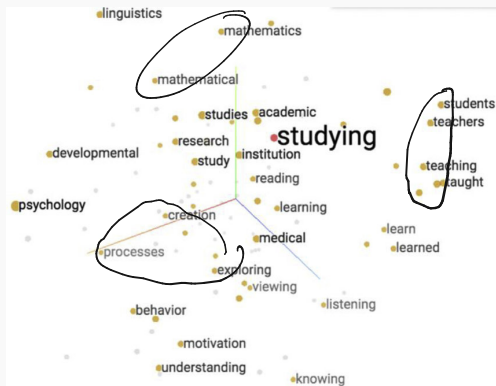 linguistics
mathematics
mathematical
students
studies
academic
teachers
studying
research
developmental
institution
study
teaching
reading
taught
psychology
learning
creation
learn
medical
learned
processes
exploring
viewing
listening
behavior
motivation
understanding
knowing